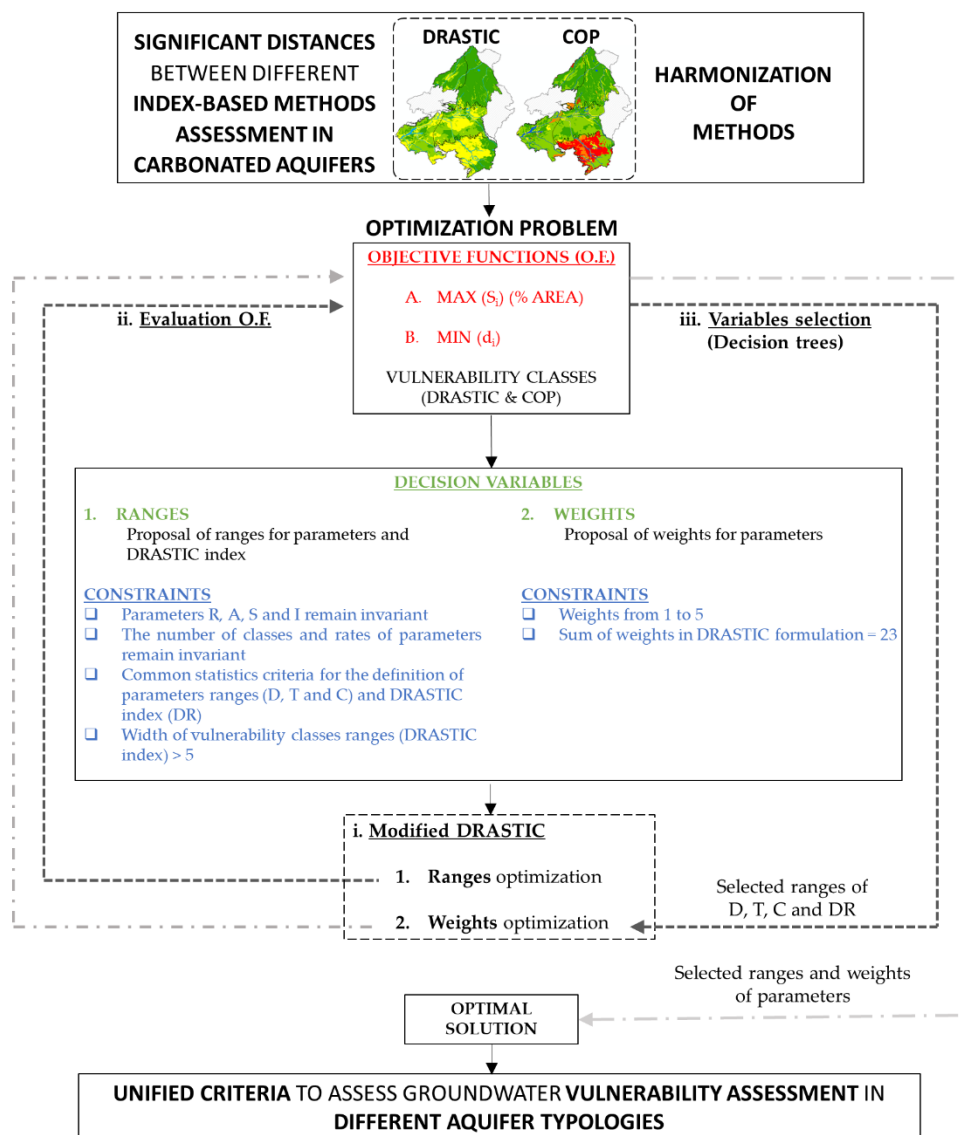 SIGNIFICANT DISTANCES
BETWEEN DIFFERENT
INDEX-BASED METHODS
ASSESSMENT IN
CARBONATED AQUIFERS
DRASTIC
COP
HARMONIZATION
OF
METHODS
OPTIMIZATION PROBLEM
OBJECTIVE FUNCTIONS (O.F.)
A. MAX (Si) (% AREA)
B. MIN (di)
VULNERABILITY CLASSES
(DRASTIC & COP)
ii. Evaluation O.F.
iii. Variables selection
(Decision trees)
DECISION VARIABLES
1. RANGES
Proposal of ranges for parameters and
DRASTIC index
2. WEIGHTS
Proposal of weights for parameters
CONSTRAINTS
❑ Parameters R, A, S and I remain invariant
❑ The number of classes and rates of parameters
remain invariant
❑ Common statistics criteria for the definition of
parameters ranges (D, T and C) and DRASTIC
index (DR)
❑ Width of vulnerability classes ranges (DRASTIC
index) > 5
CONSTRAINTS
❑ Weights from 1 to 5
❑ Sum of weights in DRASTIC formulation = 23
i. Modified DRASTIC
1. Ranges optimization
2. Weights optimization
Selected ranges of
D, T, C and DR
Selected ranges and weights
of parameters
OPTIMAL
SOLUTION
UNIFIED CRITERIA TO ASSESS GROUNDWATER VULNERABILITY ASSESSMENT IN
DIFFERENT AQUIFER TYPOLOGIES